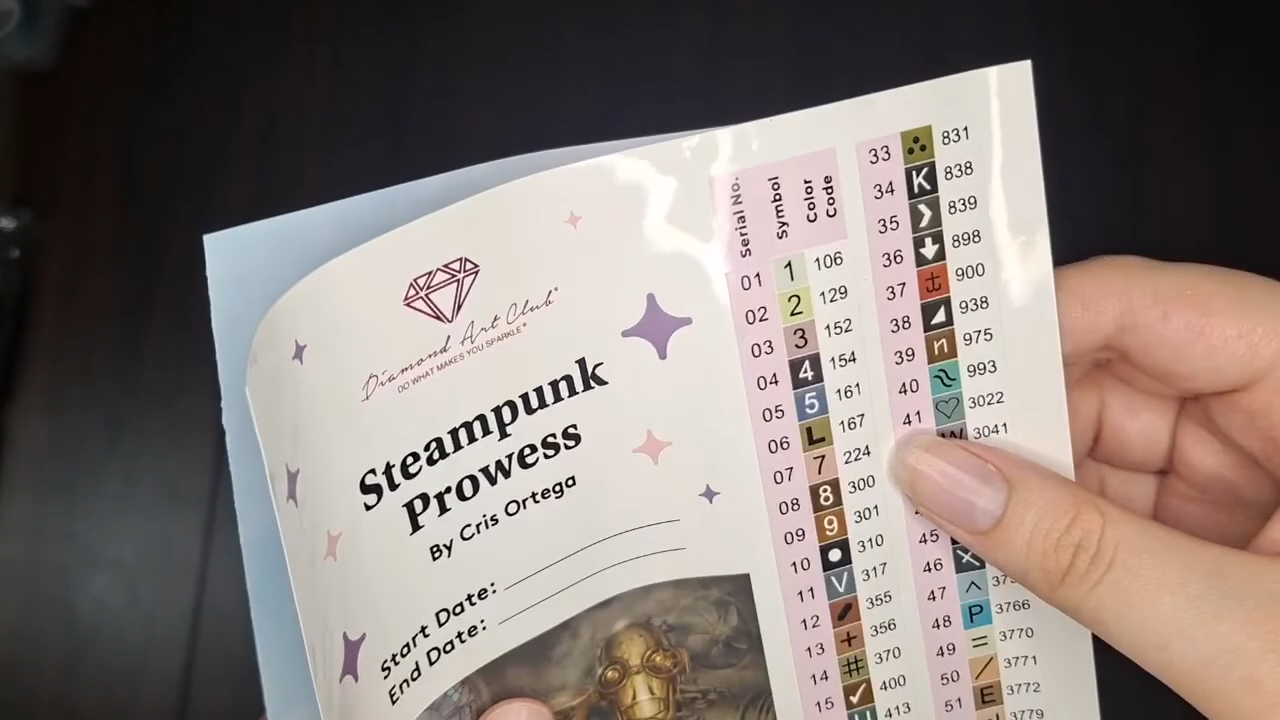 Diamond Art Club®
DO WHAT MAKES YOU SPARKLE®
Steampunk
Prowess
By Cris Ortega
Start Date:
End Date:
Serial No. Symbol Color Code
01 1 106
02 2 129
03 3 152
04 4 154
05 5 161
06 L 167
07 7 224
08 8 300
09 9 301
10 310
11 V 317
12 355
13 + 356
14 # 370
15 ✓ 400
413
33 831
34 K 838
35 839
36 898
37 900
38 938
39 n 975
40 993
41 3022
3041
45
46 X
47 ^
48 P 3766
49 = 3770
50 / 3771
51 E 3772
3779